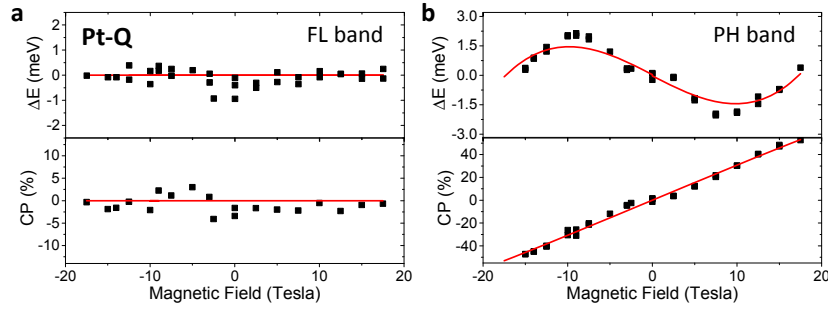 a
Pt-Q
FL band
ΔE (meV)
2
1
0
-1
-2
CP (%)
10
5
0
-5
-10
-20
-10
0
10
20
Magnetic Field (Tesla)
b
PH band
ΔE (meV)
3.0
1.5
0.0
-1.5
-3.0
CP (%)
40
20
0
-20
-40
-20
-10
0
10
20
Magnetic Field (Tesla)